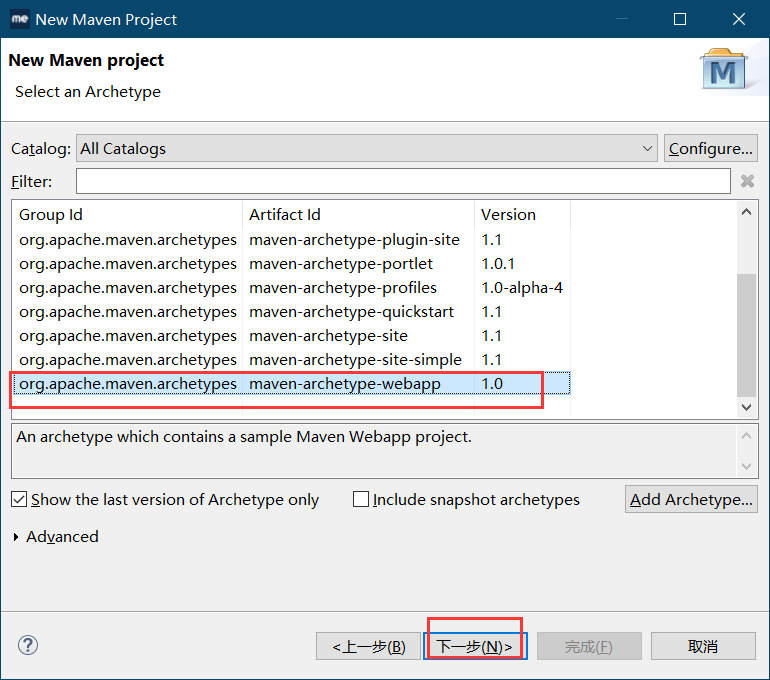 me New Maven Project
New Maven project
Select an Archetype
M
Catalog: All Catalogs Configure...
Filter:
Group Id Artifact Id Version
org.apache.maven.archetypes maven-archetype-plugin-site 1.1
org.apache.maven.archetypes maven-archetype-portlet 1.0.1
org.apache.maven.archetypes maven-archetype-profiles 1.0-alpha-4
org.apache.maven.archetypes maven-archetype-quickstart 1.1
org.apache.maven.archetypes maven-archetype-site 1.1
org.apache.maven.archetypes maven-archetype-site-simple 1.1
org.apache.maven.archetypes maven-archetype-webapp 1.0
An archetype which contains a sample Maven Webapp project.
Show the last version of Archetype only Include snapshot archetypes Add Archetype...
Advanced
? <上一步(B) 下一步(N)> 完成(F) 取消